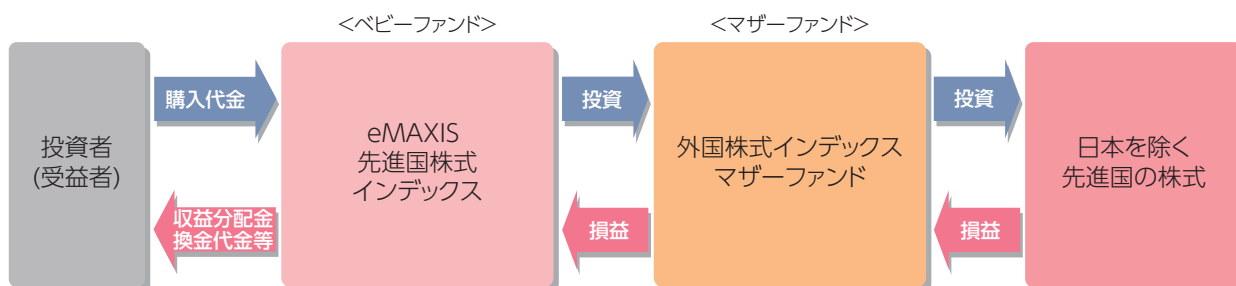 <ベビーファンド>
<マザーファンド>
投資者
(受益者)
購入代金
収益分配金
換金代金等
eMAXIS
先進国株式
インデックス
投資
損益
外国株式インデックス
マザーファンド
投資
損益
日本を除く
先進国の株式